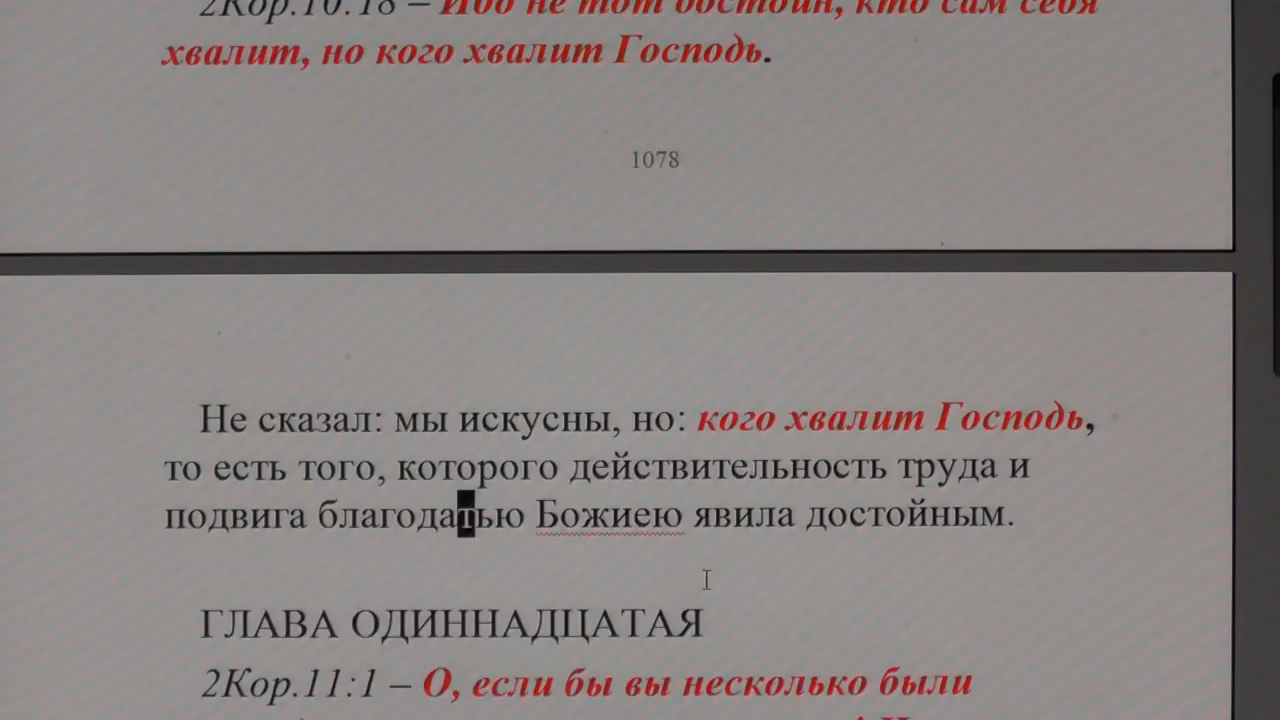 2Кор.10:18 – Ибо не тот достоин, кто сам себя
хвалит, но кого хвалит Господь.
1078
Не сказал: мы искусны, но: кого хвалит Господь,
то есть того, которого действительность труда и
подвига благодатью Божиею явила достойным.
ГЛАВА ОДИННАДЦАТАЯ
2Кор.11:1 – О, если бы вы несколько были